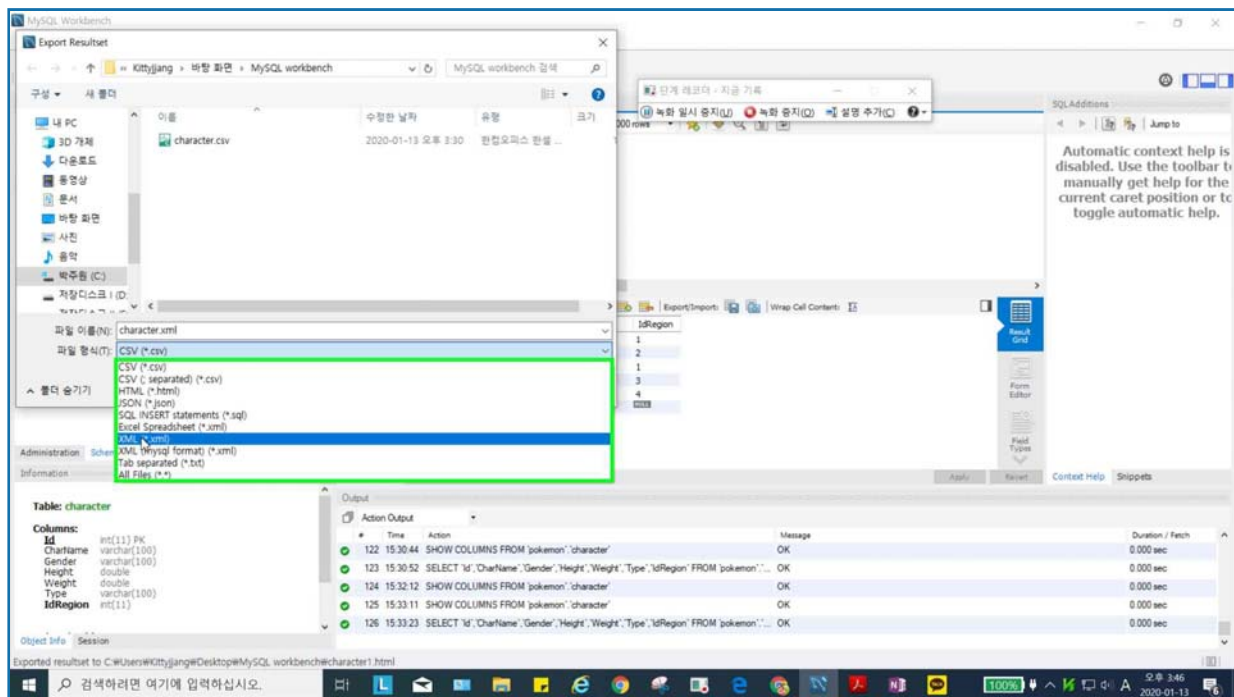 MySQL Workbench
Export Resultset
« Kittyjjang › 바탕 화면 › MySQL workbench
MySQL workbench 검색
구성
새 폴더
내 PC
3D 개체
다운로드
동영상
문서
바탕 화면
사진
음악
박주원 (C:)
저장디스크 I (D:
이름
수정한 날짜
유형
크기
character.csv
2020-01-13 오후 3:30
한컴오피스 한셀 ...
파일 이름(N):
character.xml
파일 형식(T):
CSV (*.csv)
CSV (*.csv)
CSV (; separated) (*.csv)
HTML (*.html)
JSON (*.json)
SQL INSERT statements (*.sql)
Excel Spreadsheet (*.xml)
XML (*.xml)
XML (mysql format) (*.xml)
Tab separated (*.txt)
All Files (*.*)
폴더 숨기기
단계 레코더 - 지금 기록
녹화 일시 중지(U)
녹화 중지(O)
설명 추가(C)
000 rows
SQLAdditions
Jump to
Automatic context help is
disabled. Use the toolbar to
manually get help for the
current caret position or to
toggle automatic help.
Export/Import:
Wrap Cell Content:
IdRegion
1
2
1
3
4
NULL
Result
Grid
Form
Editor
Field
Types
Administration
Schem
Apply
Revert
Context Help
Snippets
Information
Table: character
Columns:
Id int(11) PK
CharName varchar(100)
Gender varchar(100)
Height double
Weight double
Type varchar(100)
IdRegion int(11)
Object Info
Session
Output
Action Output
# Time Action Message Duration / Fetch
122 15:30:44 SHOW COLUMNS FROM `pokemon`.`character` OK 0.000 sec
123 15:30:52 SELECT `Id`,`CharName`,`Gender`,`Height`,`Weight`,`Type`,`IdRegion` FROM `pokemon`.`... OK 0.000 sec
124 15:32:12 SHOW COLUMNS FROM `pokemon`.`character` OK 0.000 sec
125 15:33:11 SHOW COLUMNS FROM `pokemon`.`character` OK 0.000 sec
126 15:33:23 SELECT `Id`,`CharName`,`Gender`,`Height`,`Weight`,`Type`,`IdRegion` FROM `pokemon`.`... OK 0.000 sec
Exported resultset to C:₩Users₩Kittyjjang₩Desktop₩MySQL workbench₩character1.html
검색하려면 여기에 입력하십시오.
100%
A
오후 3:46
2020-01-13